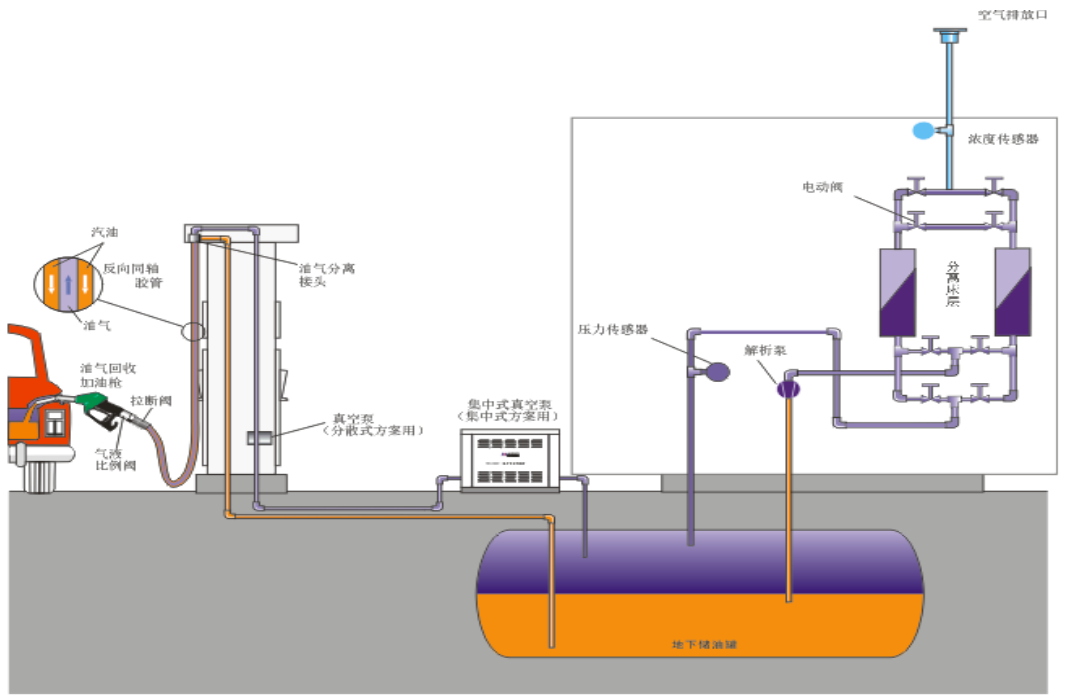 空气排放口
浓度传感器
电动阀
汽油
反向同轴
胶管
油气分离
接头
分离床层
油气
压力传感器
解析泵
油气回收
加油枪
拉断阀
集中式真空泵
(集中式方案用)
真空泵
(分散式方案用)
气液
比例阀
地下储油罐